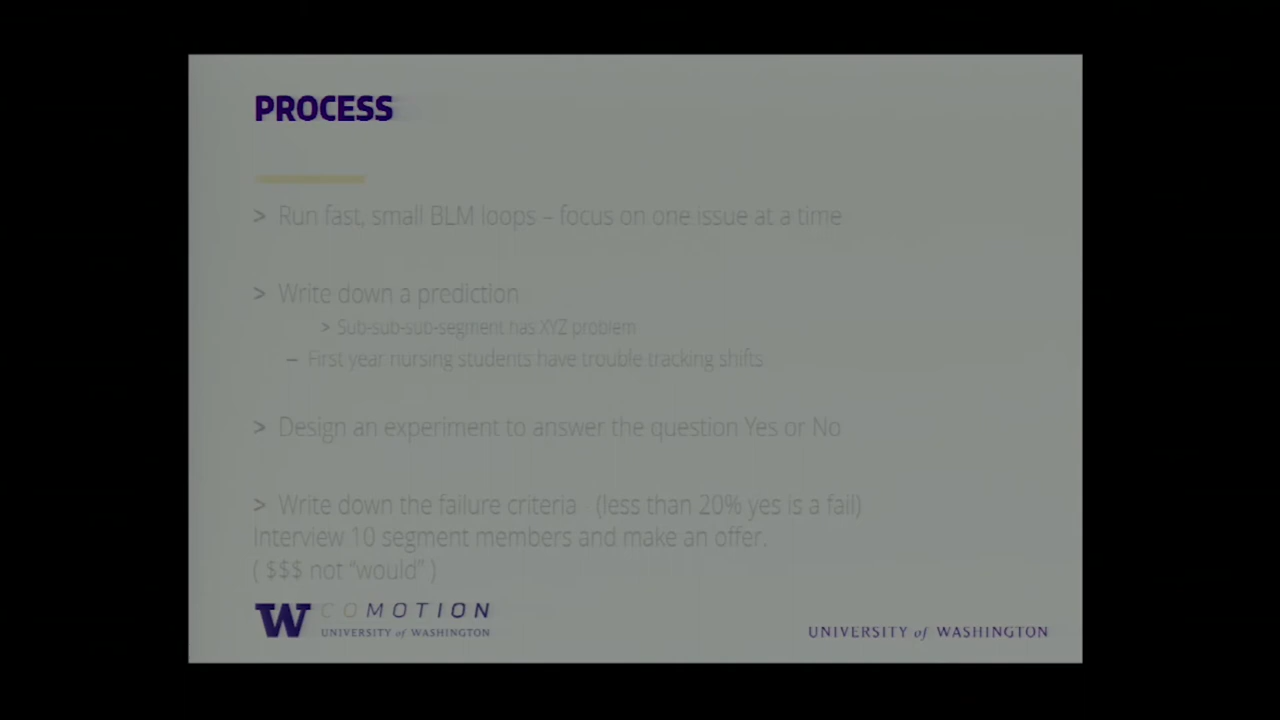 PROCESS
> Run fast, small BLM loops – focus on one issue at a time
> Write down a prediction
> Sub-sub-sub-segment has XYZ problem
– First year nursing students have trouble tracking shifts
> Design an experiment to answer the question Yes or No
> Write down the failure criteria (less than 20% yes is a fail)
Interview 10 segment members and make an offer.
( $$$ not “would” )
W COMOTION
UNIVERSITY of WASHINGTON
UNIVERSITY of WASHINGTON